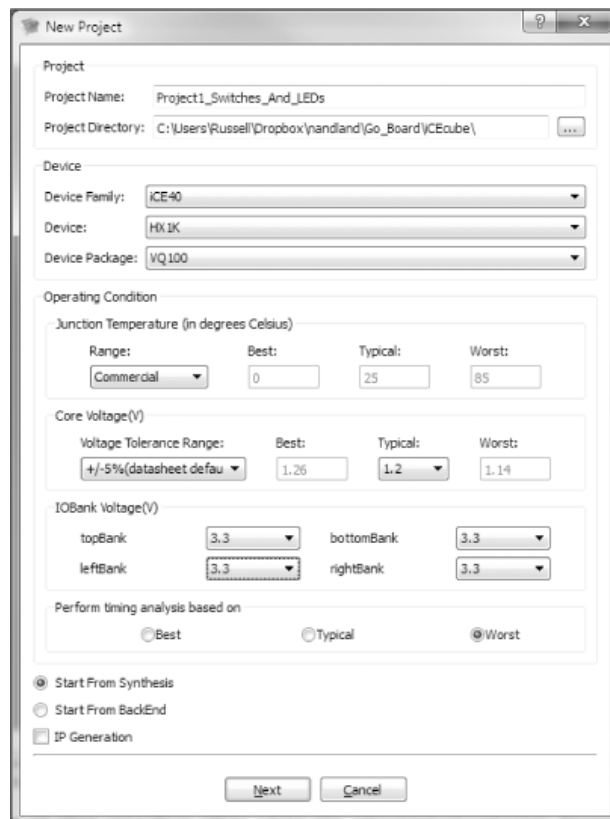 New Project
Project
Project Name: Project1_Switches_And_LEDs
Project Directory: C:\Users\Russell\Dropbox\nandland\Go_Board\iCEcube\ ...
Device
Device Family: iCE40
Device: HX1K
Device Package: VQ100
Operating Condition
Junction Temperature (in degrees Celsius)
Range: Best: Typical: Worst:
Commercial 0 25 85
Core Voltage(V)
Voltage Tolerance Range: Best: Typical: Worst:
+/-5%(datasheet defau 1.26 1.2 1.14
IOBank Voltage(V)
topBank 3.3 bottomBank 3.3
leftBank 3.3 rightBank 3.3
Perform timing analysis based on
Best Typical Worst
Start From Synthesis
Start From BackEnd
IP Generation
Next Cancel